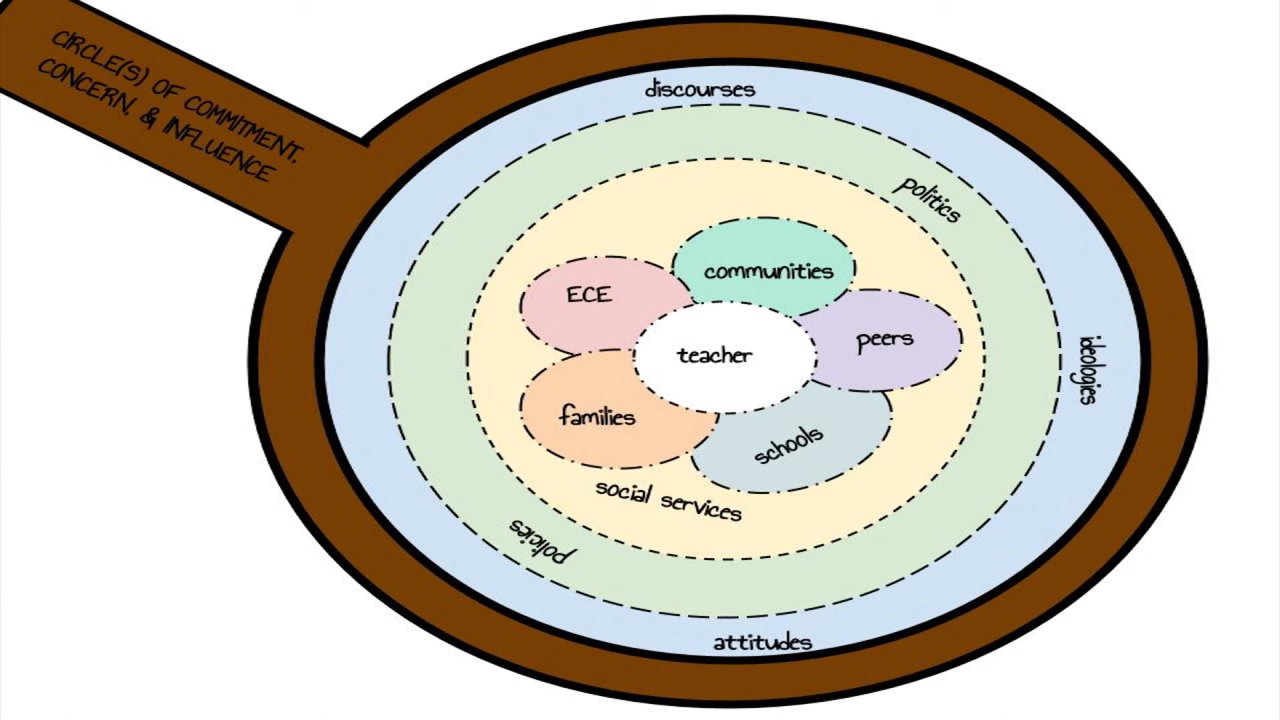 CIRCLE(S) OF COMMITMENT,
CONCERN, & INFLUENCE
discourses
politics
communities
ECE
peers
ideologies
teacher
families
schools
social services
policies
attitudes